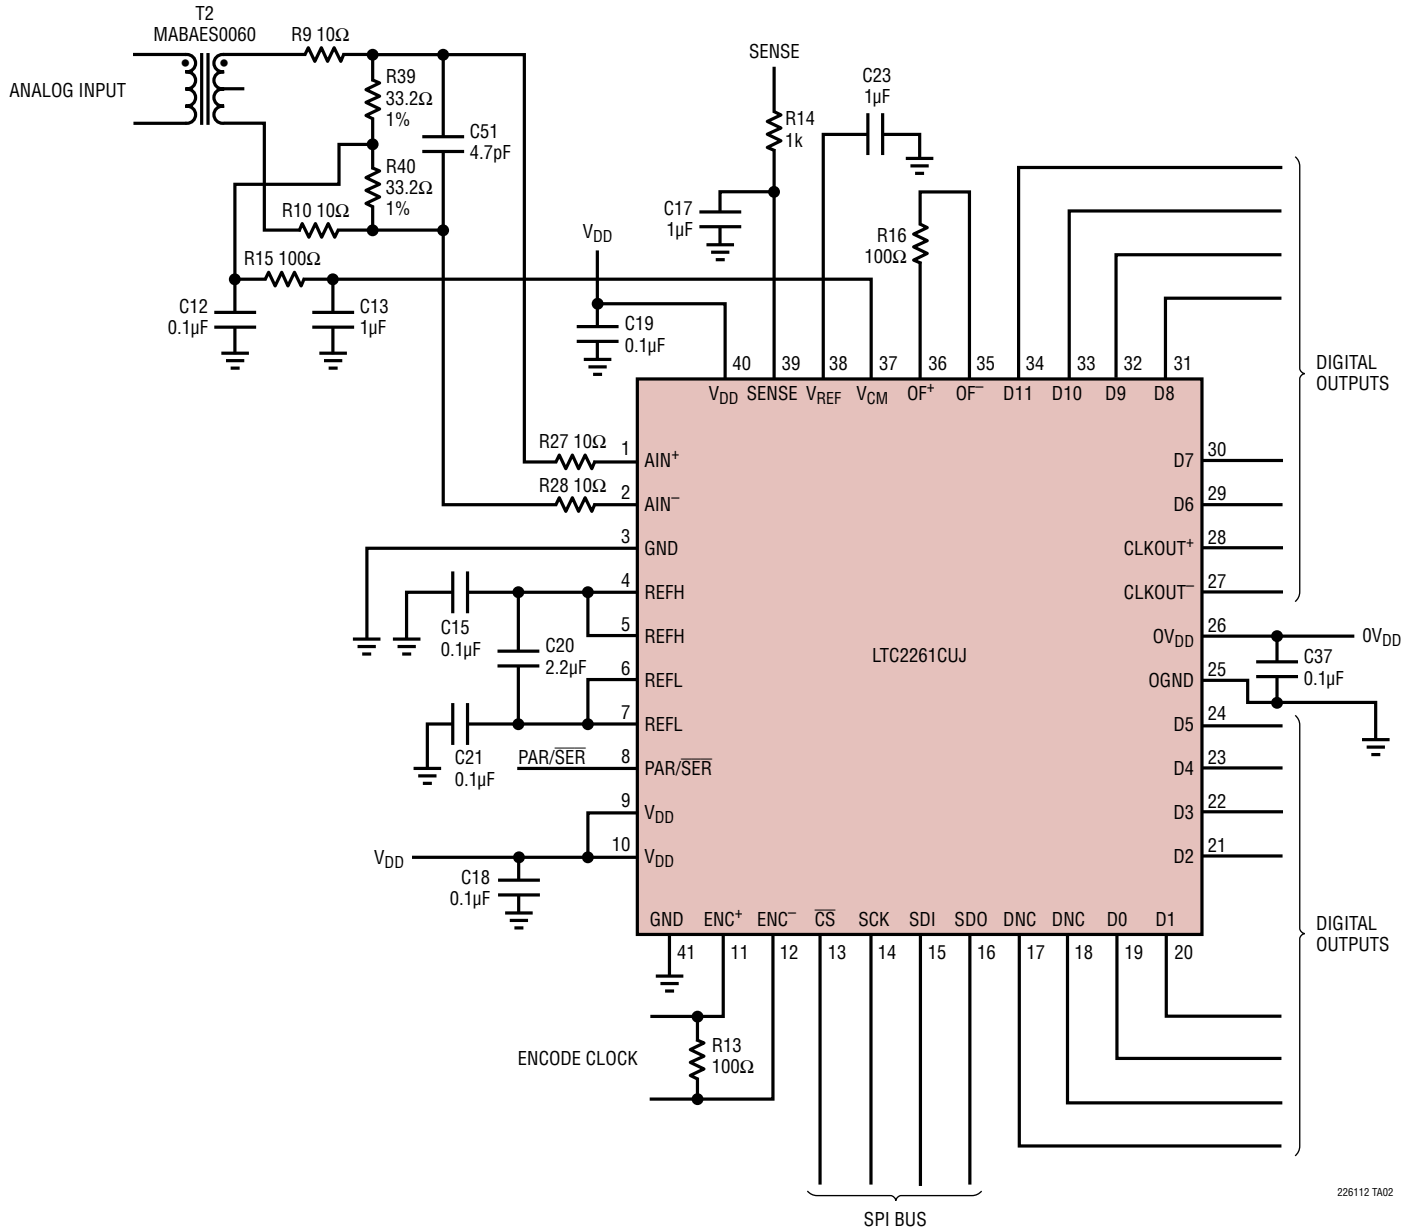 T2
MABAES0060
R9 10Ω
ANALOG INPUT
R39
33.2Ω
1%
C51
4.7pF
R40
33.2Ω
1%
R10 10Ω
R15 100Ω
C12
0.1µF
C13
1µF
SENSE
R14
1k
C23
1µF
C17
1µF
VDD
C19
0.1µF
R16
100Ω
40
39
38
37
36
35
34
33
32
31
VDD
SENSE
VREF
VCM
OF+
OF–
D11
D10
D9
D8
DIGITAL
OUTPUTS
R27 10Ω
1
AIN+
R28 10Ω
2
AIN–
3
GND
4
REFH
C15
0.1µF
5
REFH
C20
2.2µF
6
REFL
7
REFL
C21
0.1µF
PAR/SER
8
PAR/SER
9
VDD
VDD
10
VDD
C18
0.1µF
LTC2261CUJ
D7
30
D6
29
CLKOUT+
28
CLKOUT–
27
OVDD
26
0VDD
C37
0.1µF
OGND
25
D5
24
D4
23
D3
22
D2
21
GND
ENC+
ENC–
CS
SCK
SDI
SDO
DNC
DNC
D0
D1
41
11
12
13
14
15
16
17
18
19
20
DIGITAL
OUTPUTS
ENCODE CLOCK
R13
100Ω
SPI BUS
226112 TA02